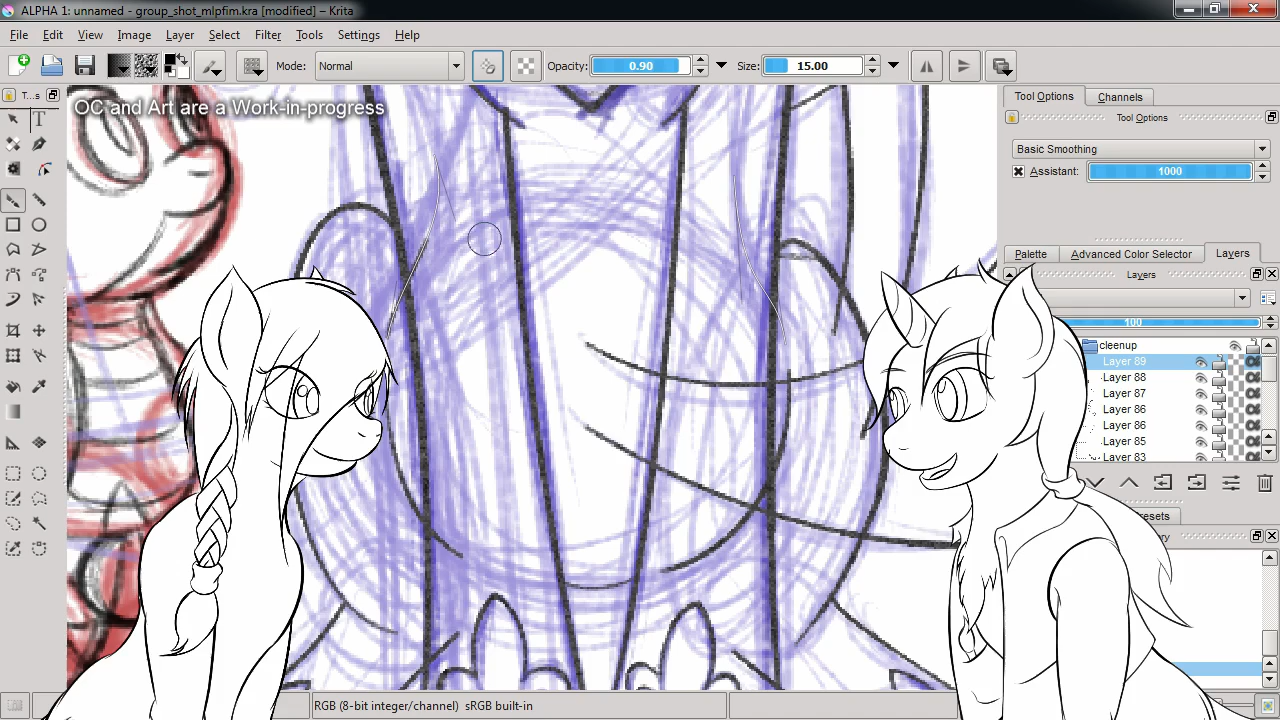 ALPHA 1: unnamed - group_shot_mlpfim.kra [modified] – Krita
File Edit View Image Layer Select Filter Tools Settings Help
Mode: Normal Opacity: 0.90 Size: 15.00
T...s
OC and Art are a Work-in-progress
Tool Options Channels
Tool Options
Basic Smoothing
Assistant: 1000
Palette Advanced Color Selector Layers
Layers
100
cleenup
Layer 89
Layer 88
Layer 87
Layer 86
Layer 86
Layer 85
Layer 83
RGB (8-bit integer/channel) sRGB built-in